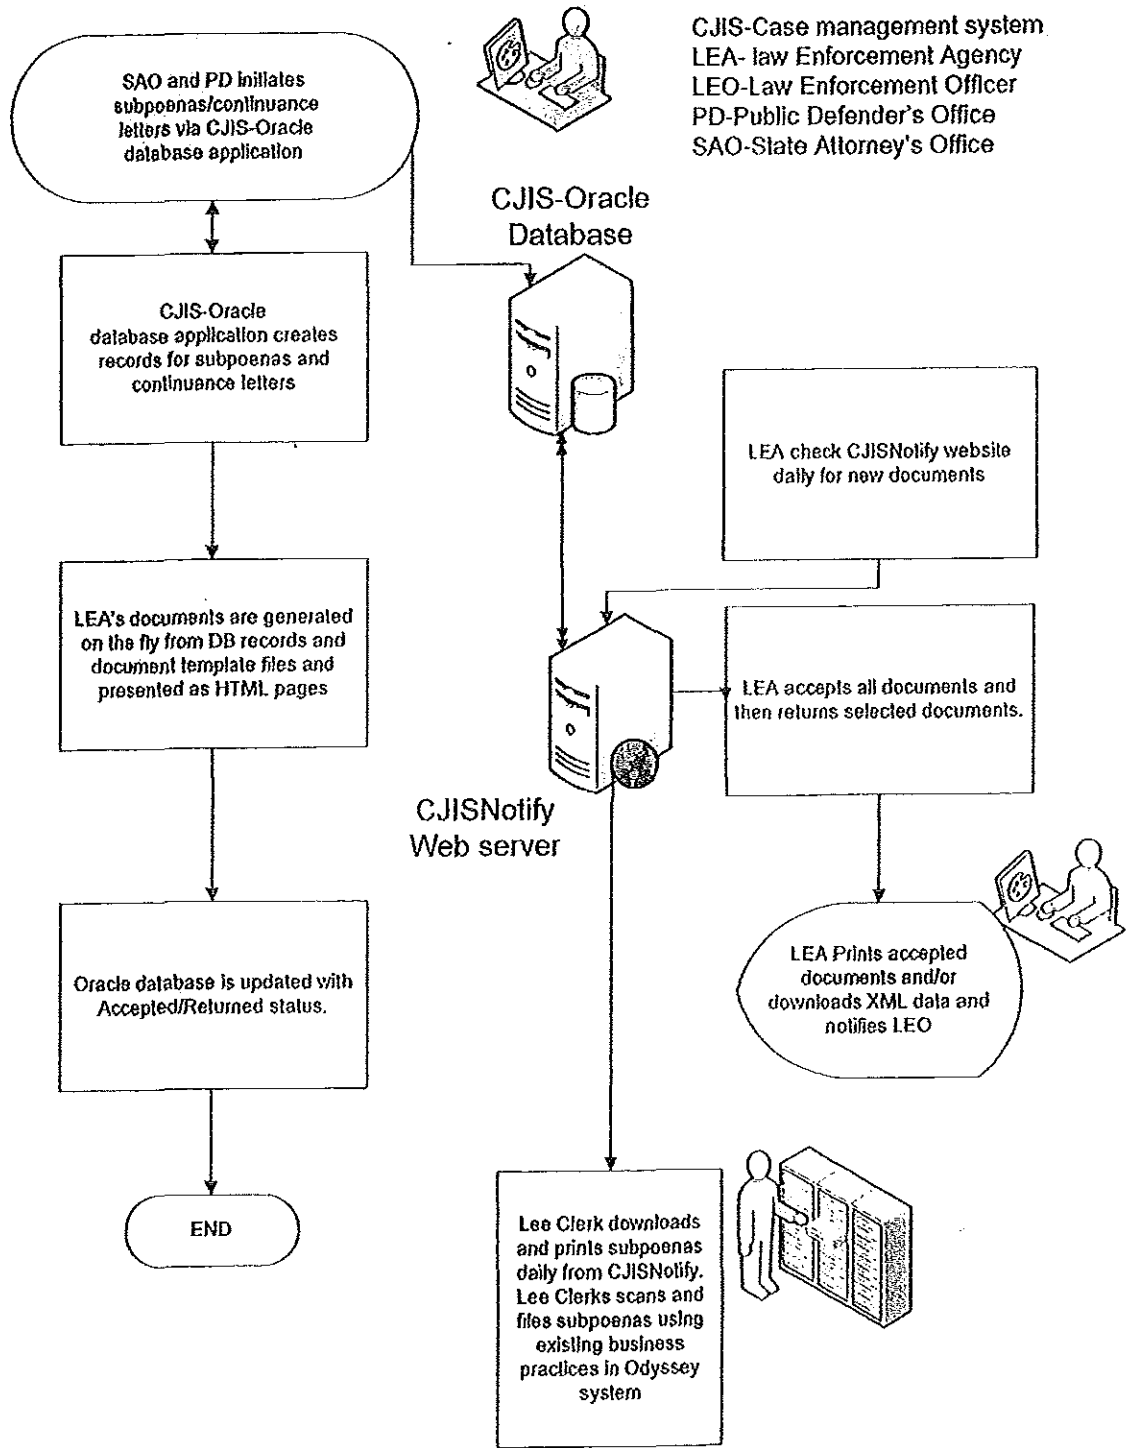 CJIS-Case management system
LEA- law Enforcement Agency
LEO-Law Enforcement Officer
PD-Public Defender's Office
SAO-State Attorney's Office
SAO and PD initiates
subpoenas/continuance
letters via CJIS-Oracle
database application
CJIS-Oracle
Database
CJIS-Oracle
database application creates
records for subpoenas and
continuance letters
LEA check CJISNotify website
daily for new documents
LEA's documents are generated
on the fly from DB records and
document template files and
presented as HTML pages
LEA accepts all documents and
then returns selected documents.
CJISNotify
Web server
Oracle database is updated with
Accepted/Returned status.
LEA Prints accepted
documents and/or
downloads XML data and
notifies LEO
END
Lee Clerk downloads
and prints subpoenas
daily from CJISNotify.
Lee Clerks scans and
files subpoenas using
existing business
practices in Odyssey
system